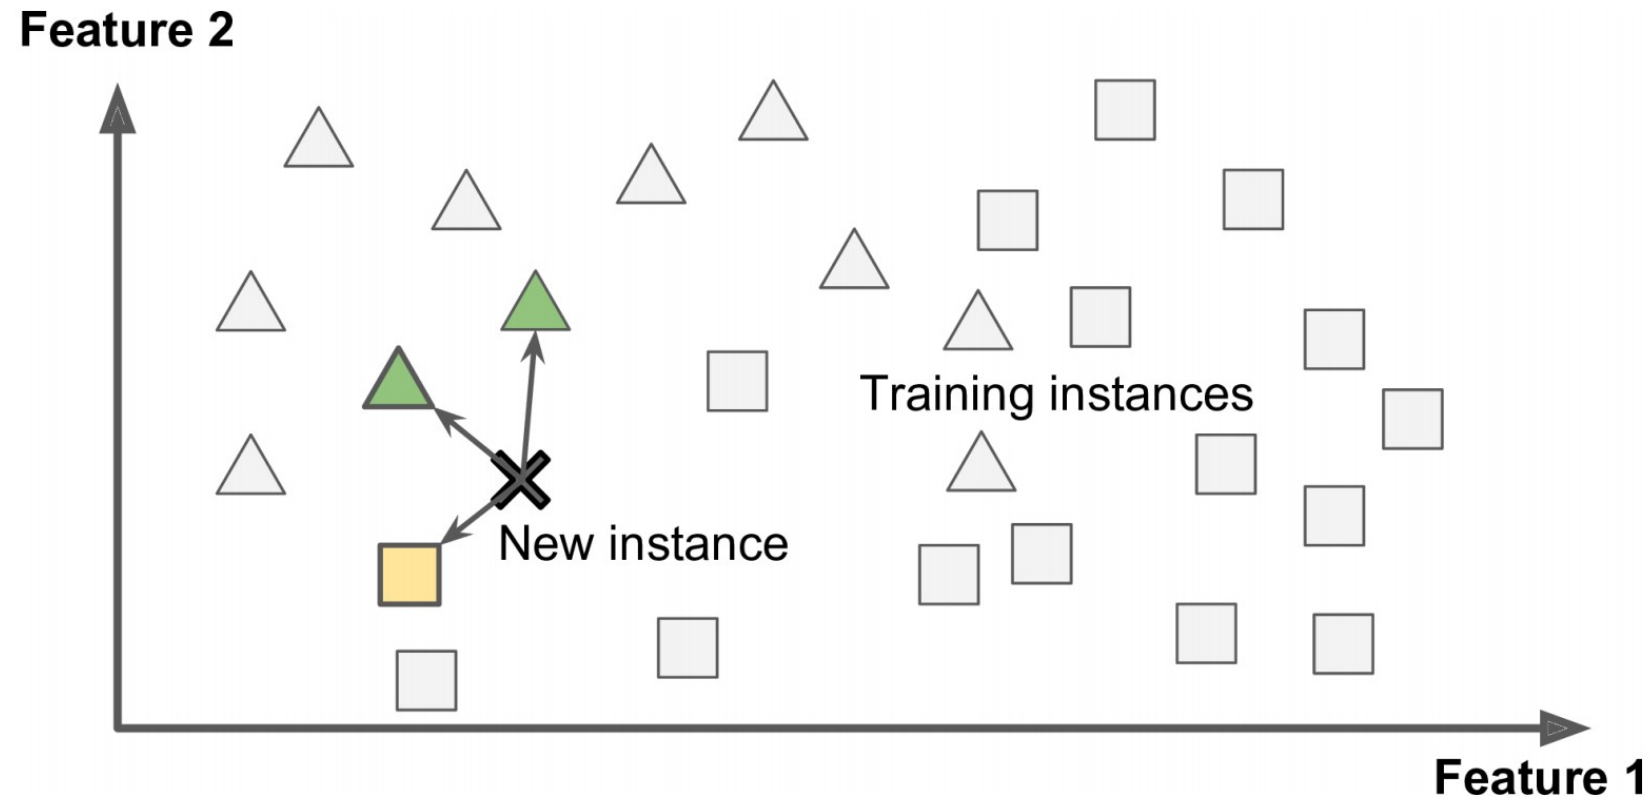 Feature 2
Training instances
New instance
Feature 1